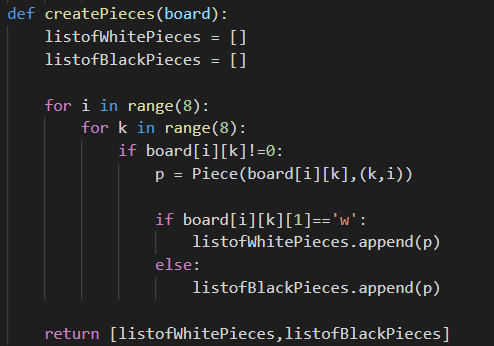 def createPieces(board):
    listofWhitePieces = []
    listofBlackPieces = []
    for i in range(8):
        for k in range(8):
            if board[i][k]!=0:
                p = Piece(board[i][k],(k,i))
                if board[i][k][1]=='w':
                    listofWhitePieces.append(p)
                else:
                    listofBlackPieces.append(p)
    return [listofWhitePieces,listofBlackPieces]